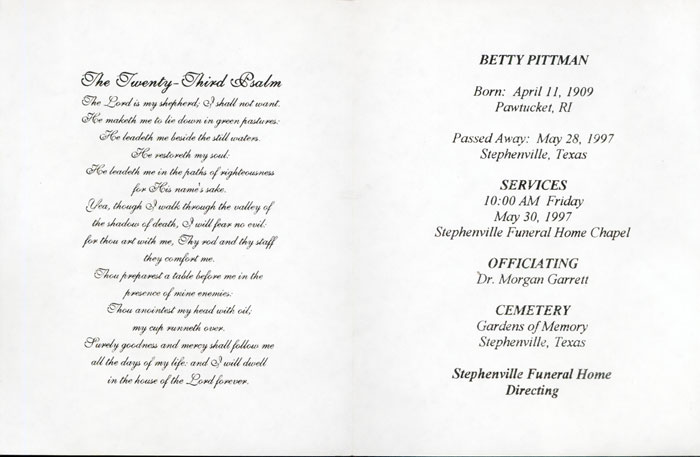 The Twenty-Third Psalm
The Lord is my shepherd; I shall not want.
He maketh me to lie down in green pastures:
He leadeth me beside the still waters.
He restoreth my soul:
He leadeth me in the paths of righteousness
for His name's sake.
Yea, though I walk through the valley of
the shadow of death, I will fear no evil:
for thou art with me, Thy rod and thy staff
they comfort me.
Thou preparest a table before me in the
presence of mine enemies:
Thou anointest my head with oil;
my cup runneth over.
Surely goodness and mercy shall follow me
all the days of my life: and I will dwell
in the house of the Lord forever.
BETTY PITTMAN
Born: April 11, 1909
Pawtucket, RI
Passed Away: May 28, 1997
Stephenville, Texas
SERVICES
10:00 AM Friday
May 30, 1997
Stephenville Funeral Home Chapel
OFFICIATING
Dr. Morgan Garrett
CEMETERY
Gardens of Memory
Stephenville, Texas
Stephenville Funeral Home
Directing